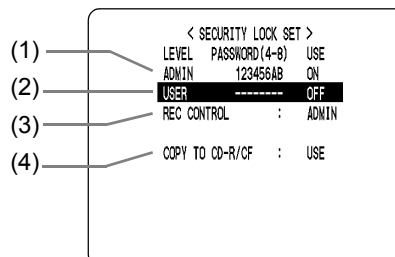 < SECURITY LOCK SET >
LEVEL PASSWORD(4-8) USE
(1) ADMIN 123456AB ON
(2) USER -------- OFF
(3) REC CONTROL : ADMIN
(4) COPY TO CD-R/CF : USE